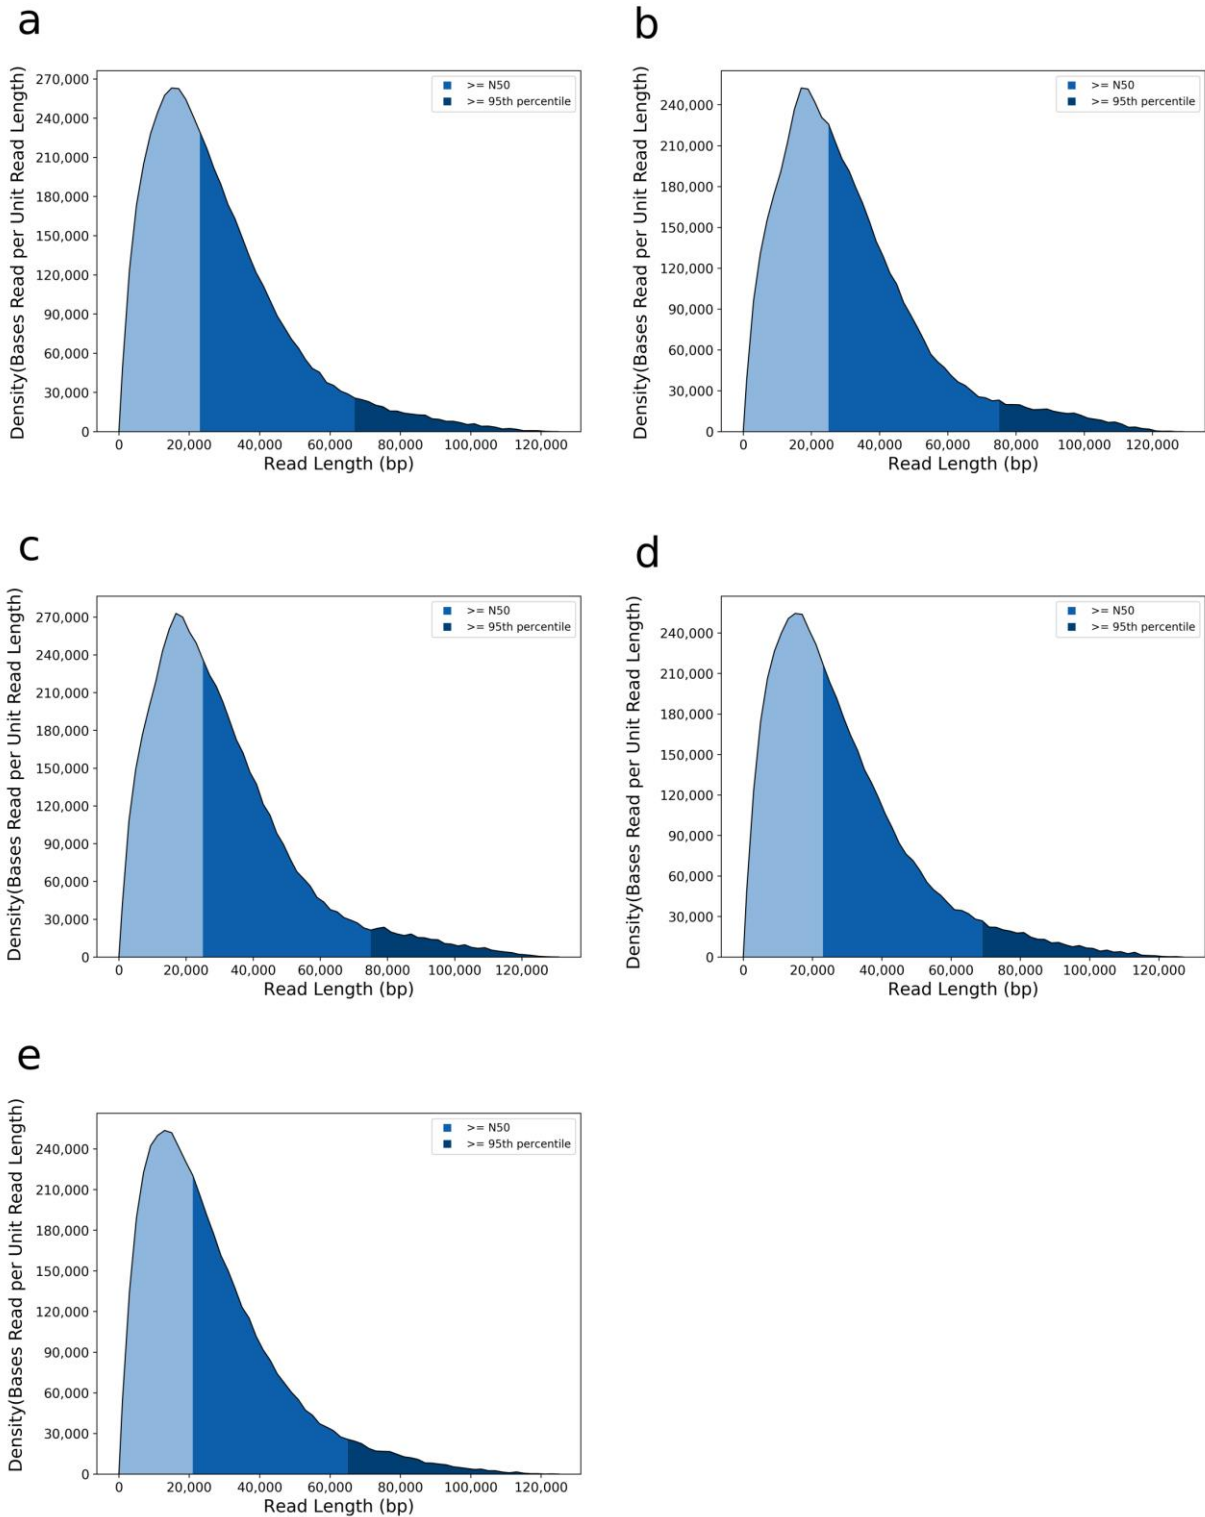 a
Density(Bases Read per Unit Read Length)
270,000
240,000
210,000
180,000
150,000
120,000
90,000
60,000
30,000
0
>= N50
>= 95th percentile
0 20,000 40,000 60,000 80,000 100,000 120,000
Read Length (bp)
b
Density(Bases Read per Unit Read Length)
240,000
210,000
180,000
150,000
120,000
90,000
60,000
30,000
0
>= N50
>= 95th percentile
0 20,000 40,000 60,000 80,000 100,000 120,000
Read Length (bp)
c
Density(Bases Read per Unit Read Length)
270,000
240,000
210,000
180,000
150,000
120,000
90,000
60,000
30,000
0
>= N50
>= 95th percentile
0 20,000 40,000 60,000 80,000 100,000 120,000
Read Length (bp)
d
Density(Bases Read per Unit Read Length)
240,000
210,000
180,000
150,000
120,000
90,000
60,000
30,000
0
>= N50
>= 95th percentile
0 20,000 40,000 60,000 80,000 100,000 120,000
Read Length (bp)
e
Density(Bases Read per Unit Read Length)
240,000
210,000
180,000
150,000
120,000
90,000
60,000
30,000
0
>= N50
>= 95th percentile
0 20,000 40,000 60,000 80,000 100,000 120,000
Read Length (bp)